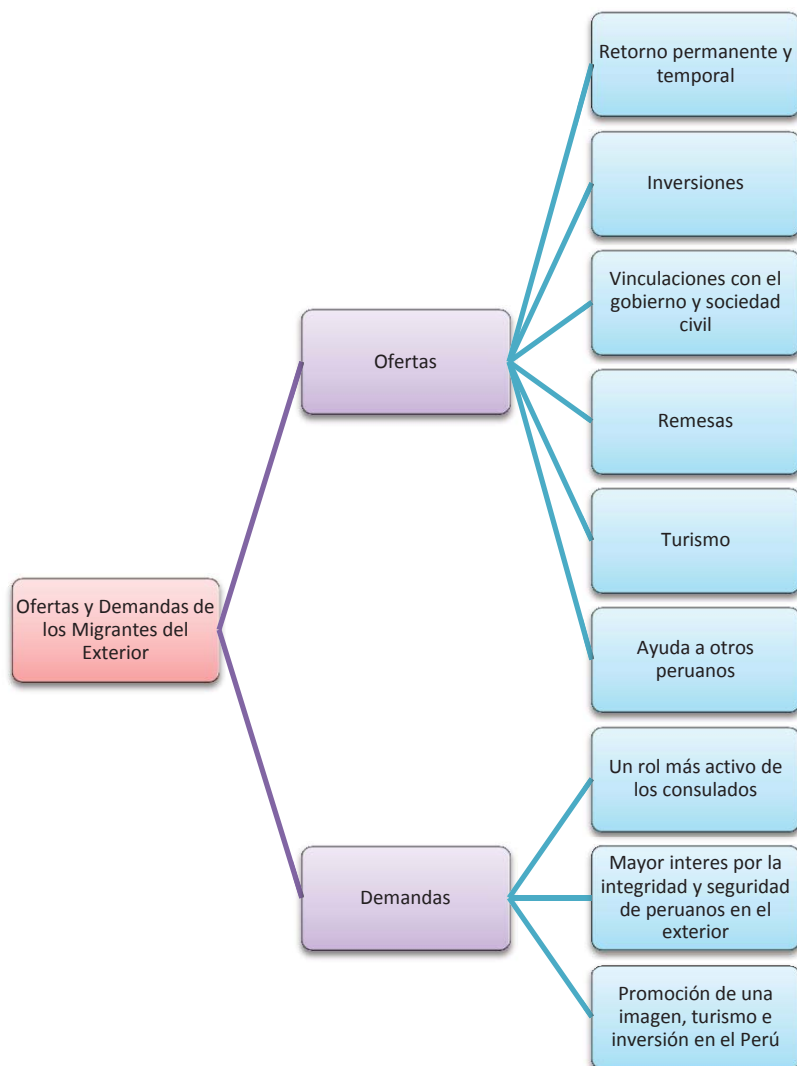 Retorno permanente y
temporal
Inversiones
Vinculaciones con el
gobierno y sociedad
civil
Ofertas
Remesas
Turismo
Ofertas y Demandas de
los Migrantes del
Exterior
Ayuda a otros
peruanos
Un rol más activo de
los consulados
Demandas
Mayor interes por la
integridad y seguridad
de peruanos en el
exterior
Promoción de una
imagen, turismo e
inversión en el Perú